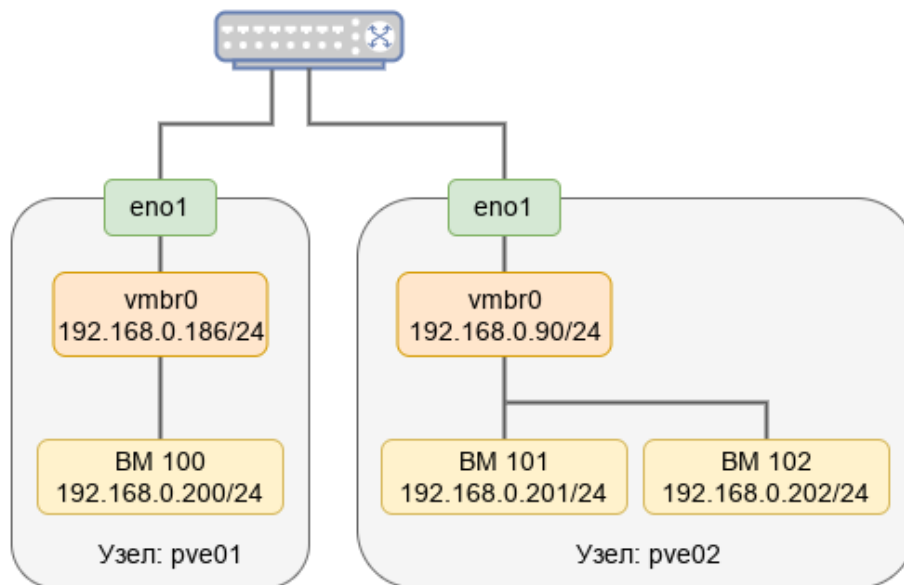 eno1
eno1
vmbr0
192.168.0.186/24
vmbr0
192.168.0.90/24
ВМ 100
192.168.0.200/24
ВМ 101
192.168.0.201/24
ВМ 102
192.168.0.202/24
Узел: pve01
Узел: pve02